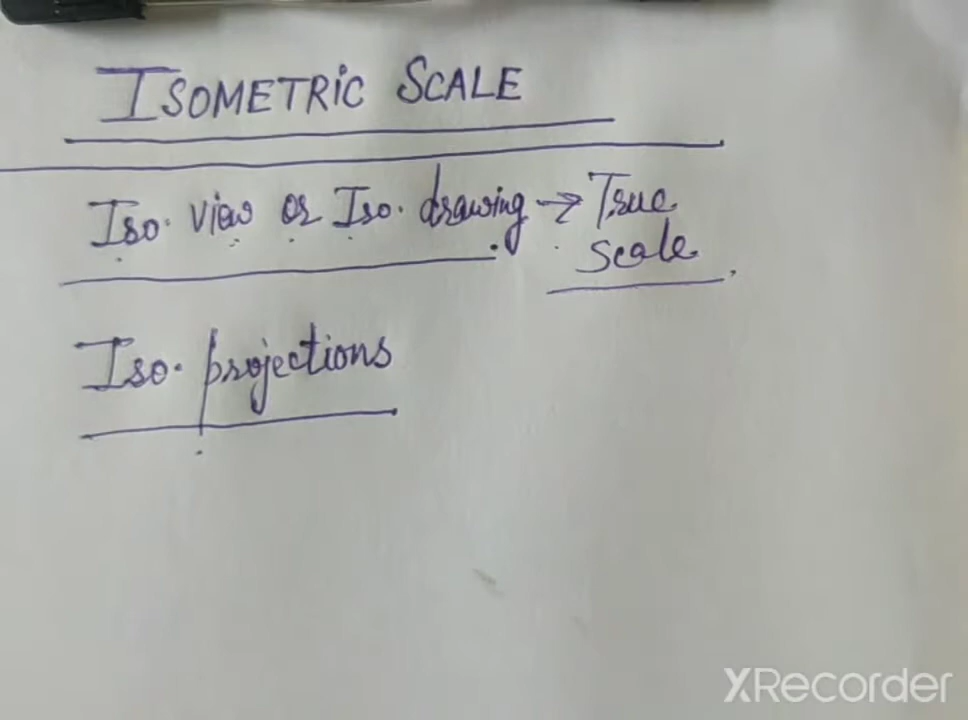 ISOMETRIC SCALE
Iso. view or Iso. drawing → True
scale
Iso. projections
XRecorder